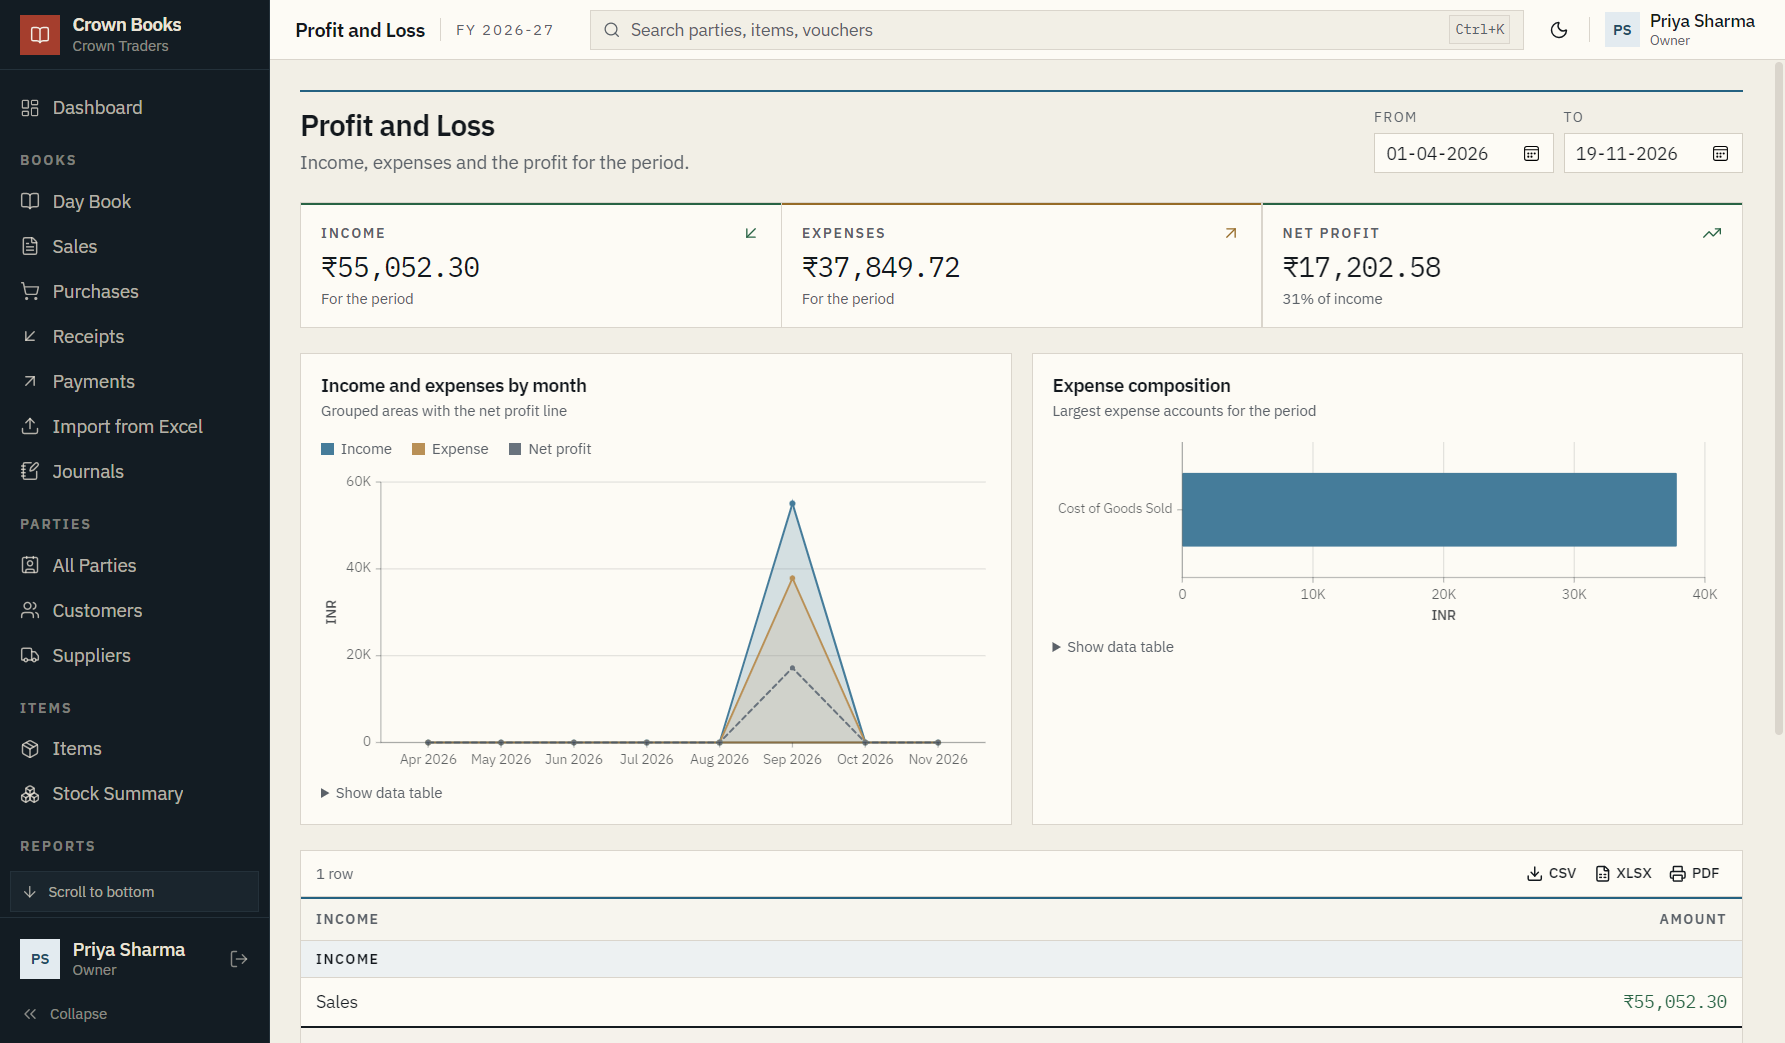 Crown Books
Crown Traders
Dashboard
BOOKS
Day Book
Sales
Purchases
Receipts
Payments
Import from Excel
Journals
PARTIES
All Parties
Customers
Suppliers
ITEMS
Items
Stock Summary
REPORTS
Scroll to bottom
PS
Priya Sharma
Owner
Collapse
Profit and Loss
FY 2026-27
Search parties, items, vouchers
Ctrl+K
PS
Priya Sharma
Owner
Profit and Loss
Income, expenses and the profit for the period.
FROM
01-04-2026
TO
19-11-2026
INCOME
₹55,052.30
For the period
EXPENSES
₹37,849.72
For the period
NET PROFIT
₹17,202.58
31% of income
Income and expenses by month
Grouped areas with the net profit line
Income Expense Net profit
60K
40K
20K
0
INR
Apr 2026 May 2026 Jun 2026 Jul 2026 Aug 2026 Sep 2026 Oct 2026 Nov 2026
Show data table
Expense composition
Largest expense accounts for the period
Cost of Goods Sold
0 10K 20K 30K 40K
INR
Show data table
1 row
CSV XLSX PDF
INCOME AMOUNT
INCOME
Sales ₹55,052.30